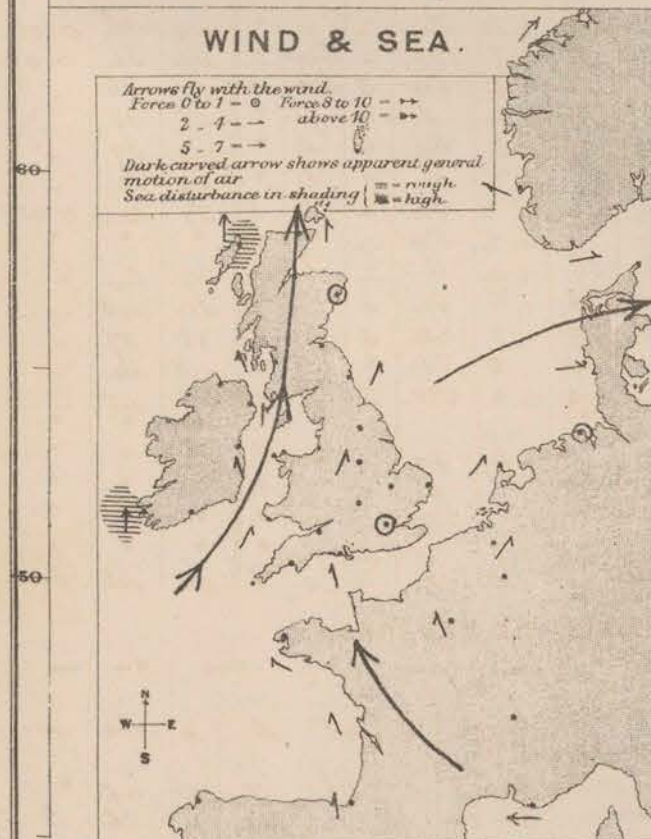 WIND & SEA.
Arrows fly with the wind.
Force 0 to 1 = ⊙ Force 8 to 10 = ➳
2 - 4 = → above 10 = ➳
5 - 7 = →
Dark curved arrow shows apparent general
motion of air
Sea disturbance in shading { = rough
= high.
60
50
N
W E
S